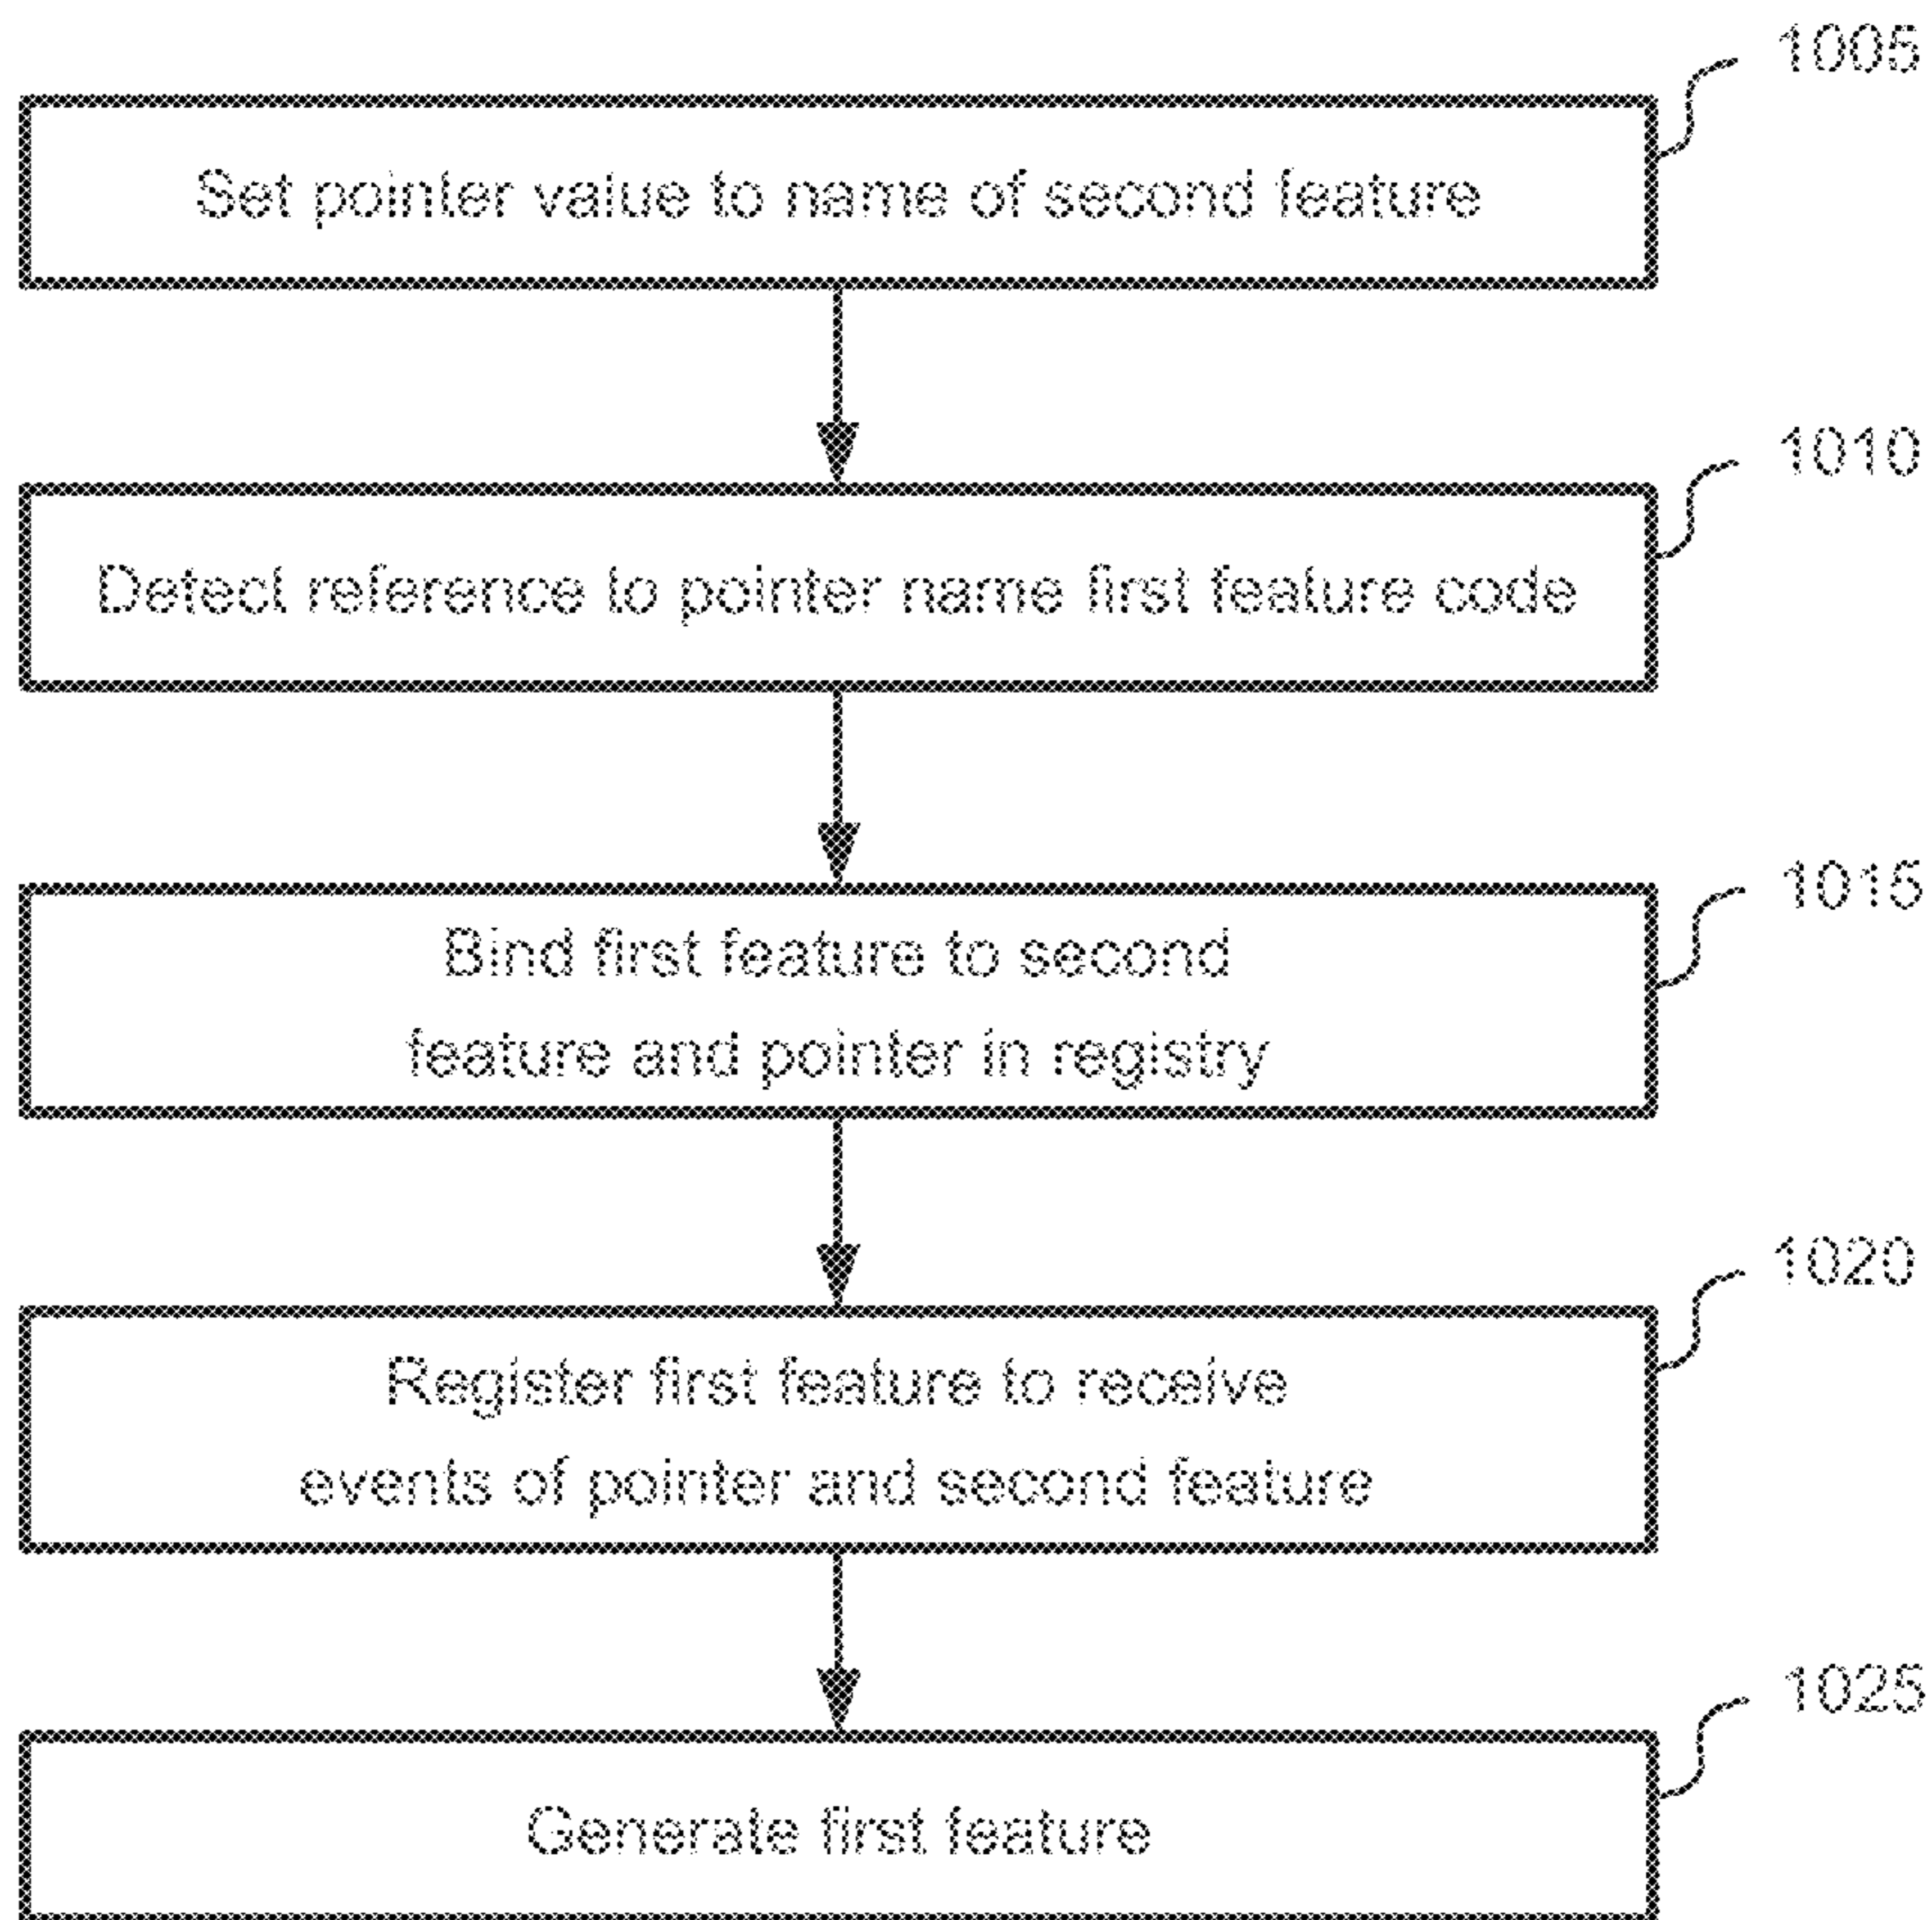 1005
Set pointer value to name of second feature
1010
Detect reference to pointer name first feature code
1015
Bind first feature to second
feature and pointer in registry
1020
Register first feature to receive
events of pointer and second feature
1025
Generate first feature